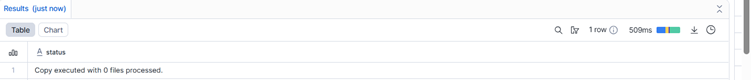 Results (just now)
Table Chart 1 row 509ms
status
1 Copy executed with 0 files processed.